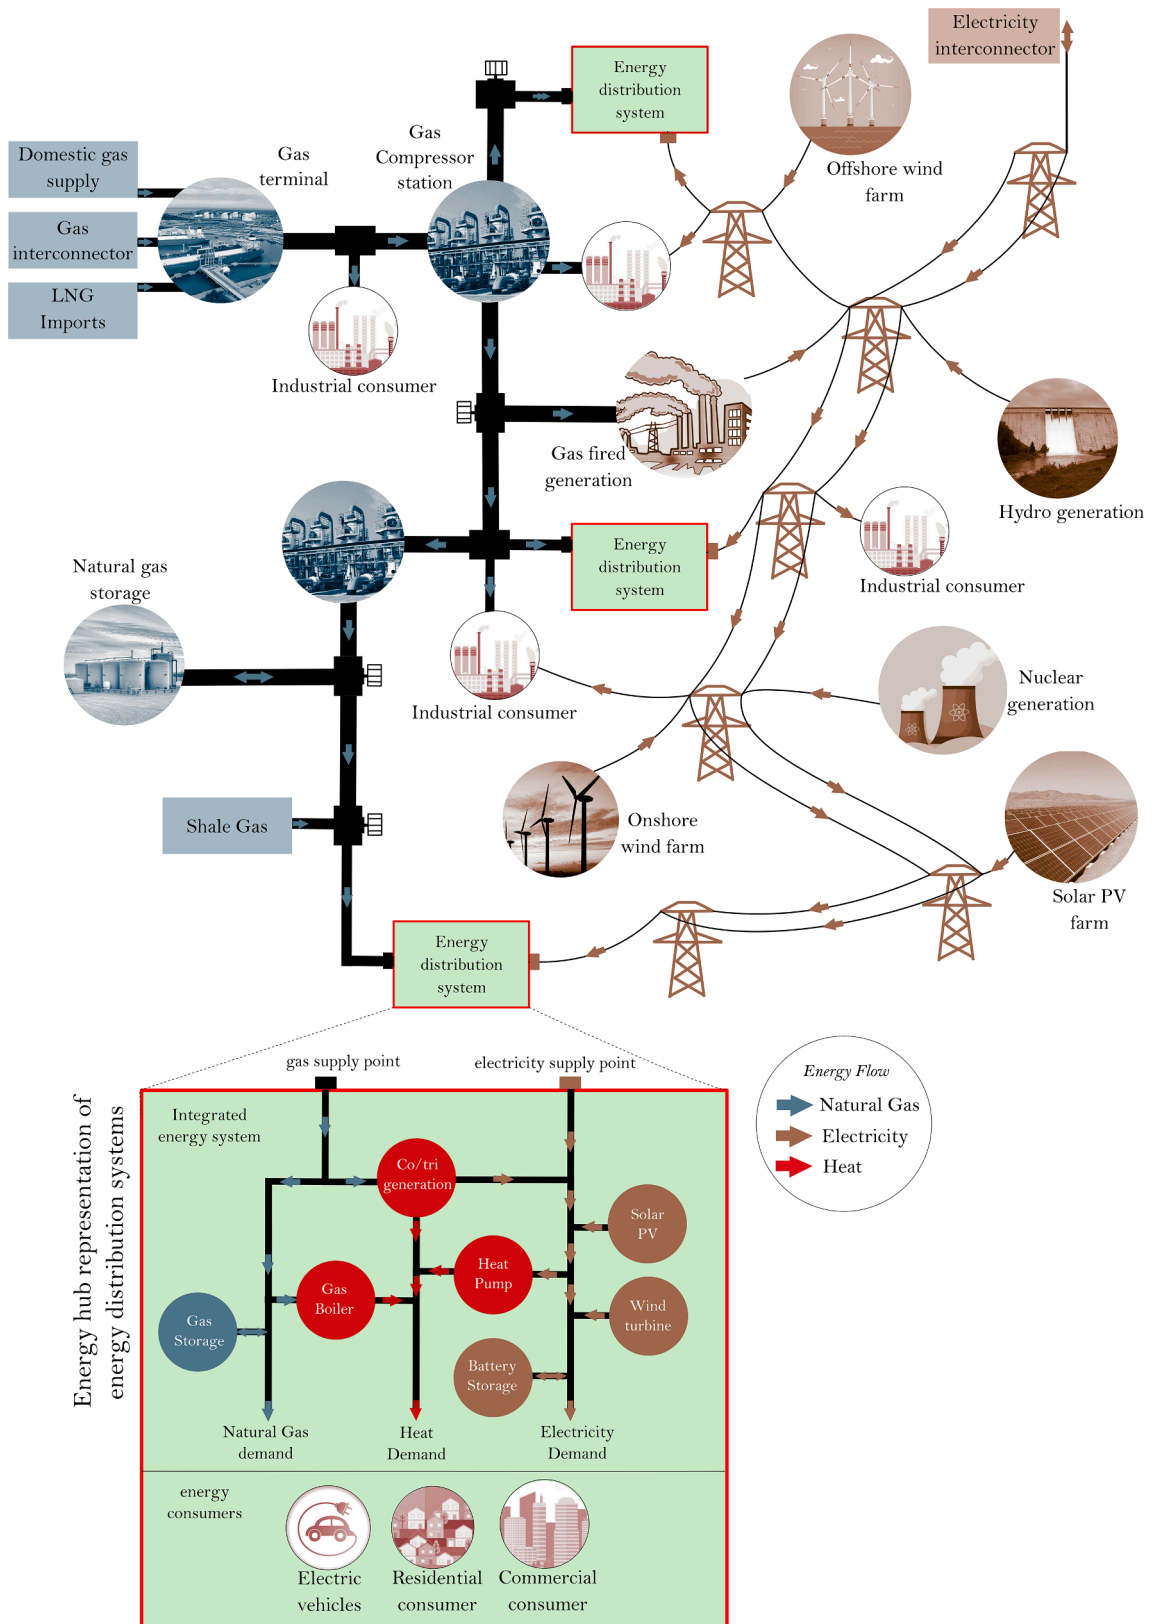 Electricity
interconnector
Energy
distribution
system
Offshore wind
farm
Gas
Compressor
station
Gas
terminal
Domestic gas
supply
Gas
interconnector
LNG
Imports
Industrial consumer
Gas fired
generation
Hydro generation
Energy
distribution
system
Industrial consumer
Natural gas
storage
Industrial consumer
Nuclear
generation
Shale Gas
Onshore
wind farm
Solar PV
farm
Energy
distribution
system
gas supply point
electricity supply point
Energy Flow
Natural Gas
Electricity
Heat
Energy hub representation of
energy distribution systems
Integrated
energy system
Co/tri
generation
Solar
PV
Heat
Pump
Gas
Boiler
Wind
turbine
Gas
Storage
Battery
Storage
Natural Gas
demand
Heat
Demand
Electricity
Demand
energy
consumers
Electric
vehicles
Residential
consumer
Commercial
consumer